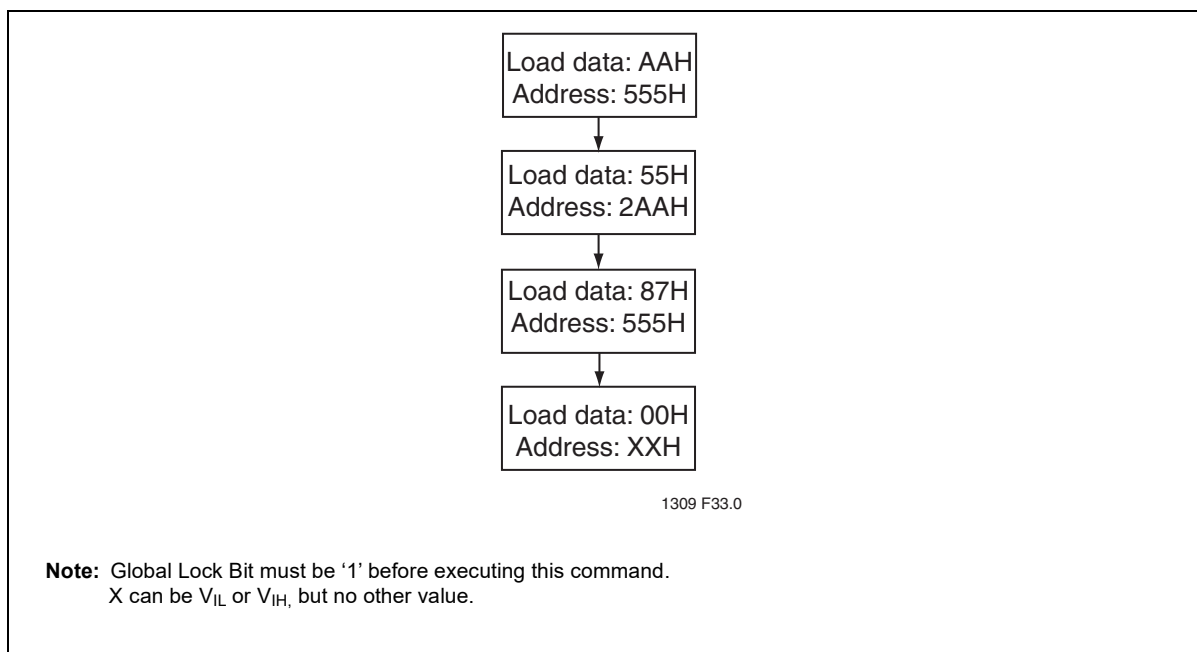 Load data: AAH
Address: 555H
Load data: 55H
Address: 2AAH
Load data: 87H
Address: 555H
Load data: 00H
Address: XXH
1309 F33.0
Note: Global Lock Bit must be ‘1’ before executing this command.
X can be VIL or VIH, but no other value.